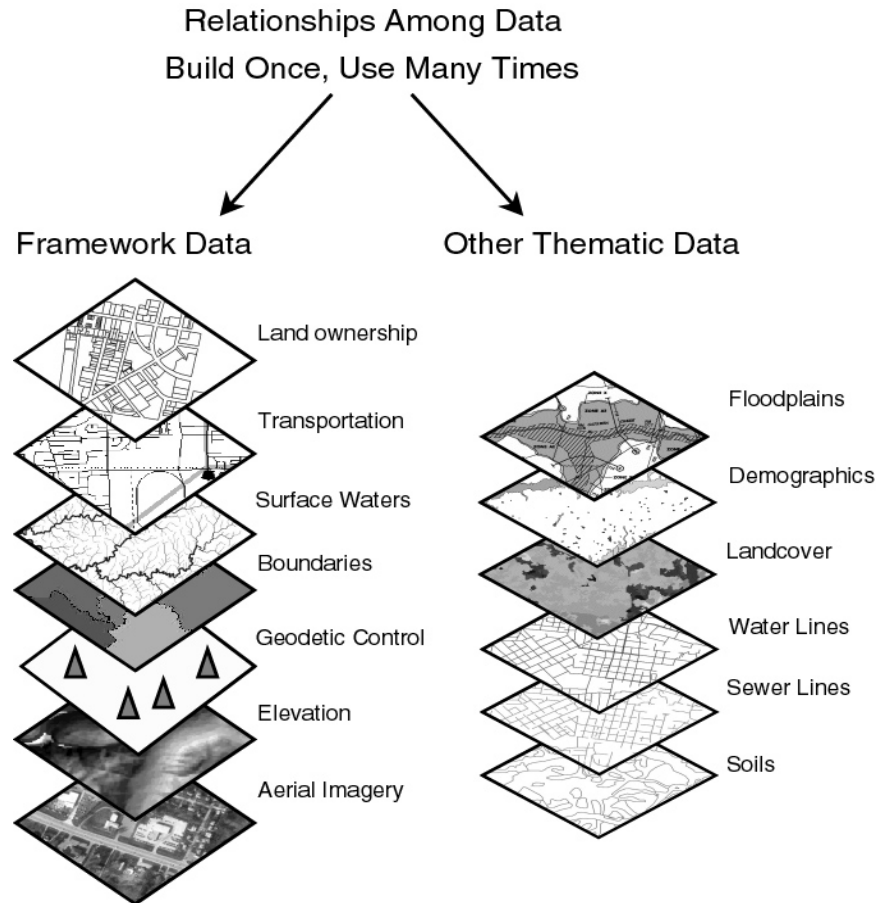 Relationships Among Data
Build Once, Use Many Times
Framework Data
Land ownership
Transportation
Surface Waters
Boundaries
Geodetic Control
Elevation
Aerial Imagery
Other Thematic Data
Floodplains
Demographics
Landcover
Water Lines
Sewer Lines
Soils